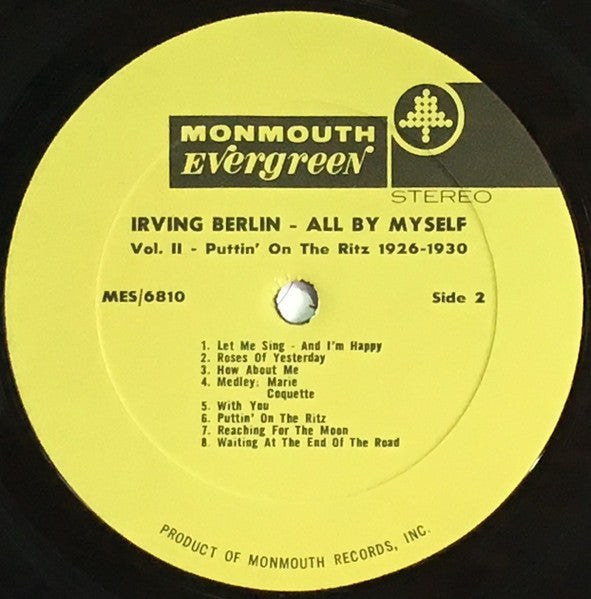 MONMOUTH
EVergreeN
STEREO
IRVING BERLIN - ALL BY MYSELF
Vol. II - Puttin' On The Ritz 1926-1930
MES/6810 Side 2
1. Let Me Sing - And I'm Happy
2. Roses Of Yesterday
3. How About Me
4. Medley: Marie
Coquette
5. With You
6. Puttin' On The Ritz
7. Reaching For The Moon
8. Waiting At The End Of The Road
PRODUCT OF MONMOUTH RECORDS, INC.